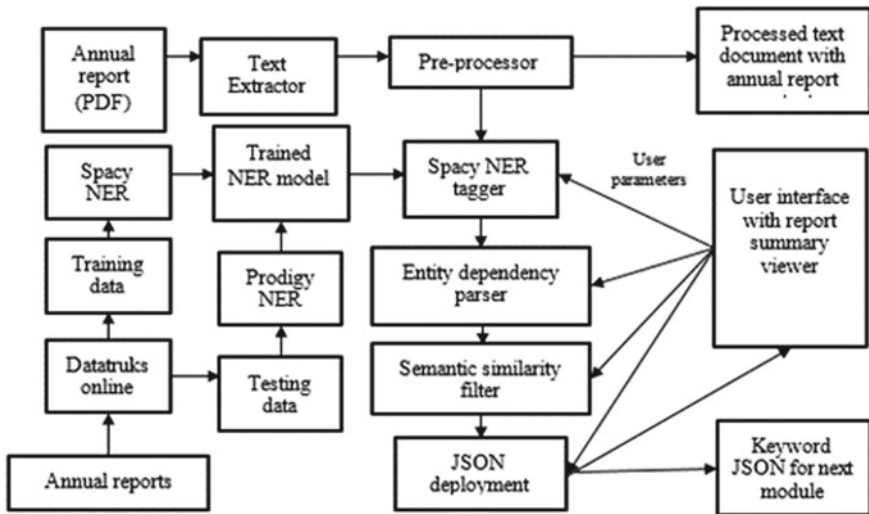 Annual
report
(PDF)
Text
Extractor
Pre-processor
Processed text
document with
annual report
Spacy
NER
Trained
NER model
Spacy NER
tagger
User
parameters
User interface
with report
summary
viewer
Training
data
Prodigy
NER
Entity dependency
parser
Datatruks
online
Testing
data
Semantic similarity
filter
Annual reports
JSON
deployment
Keyword
JSON for next
module